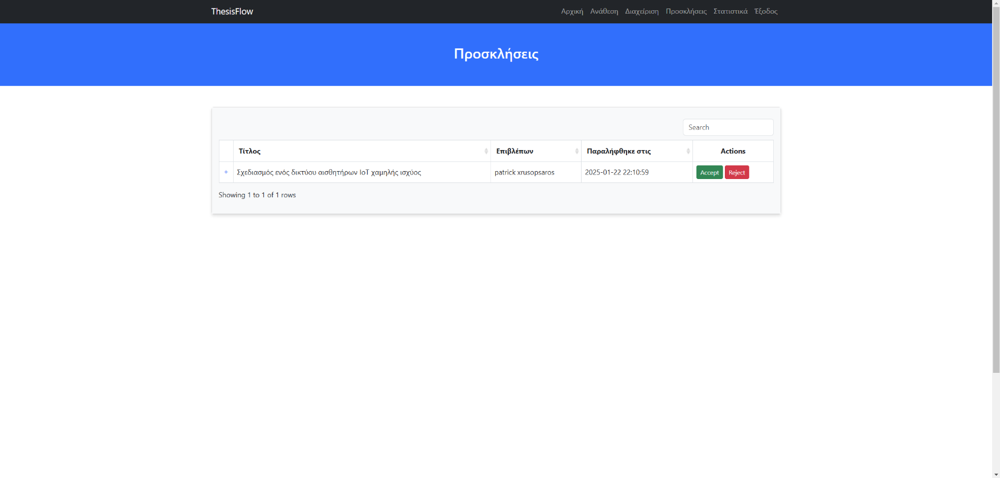 ThesisFlow
Αρχική Ανάθεση Διαχείριση Προσκλήσεις Στατιστικά Έξοδος
Προσκλήσεις
Search
Τίτλος Επιβλέπων Παραλήφθηκε στις Actions
+ Σχεδιασμός ενός δικτύου αισθητήρων IoT χαμηλής ισχύος patrick xrusopsaros 2025-01-22 22:10:59 Accept Reject
Showing 1 to 1 of 1 rows